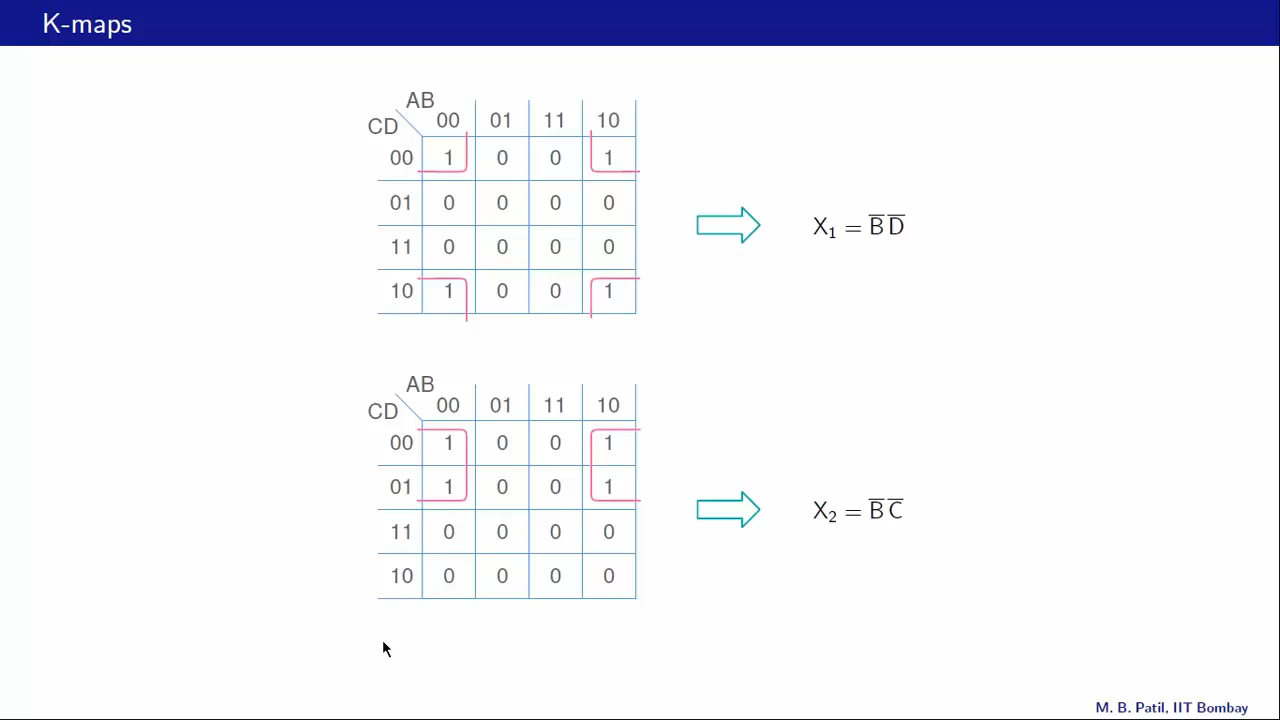 K-maps
AB
CD 00 01 11 10
00 1 0 0 1
01 0 0 0 0
11 0 0 0 0
10 1 0 0 1
X₁ = B̅ D̅
AB
CD 00 01 11 10
00 1 0 0 1
01 1 0 0 1
11 0 0 0 0
10 0 0 0 0
X₂ = B̅ C̅
M. B. Patil, IIT Bombay